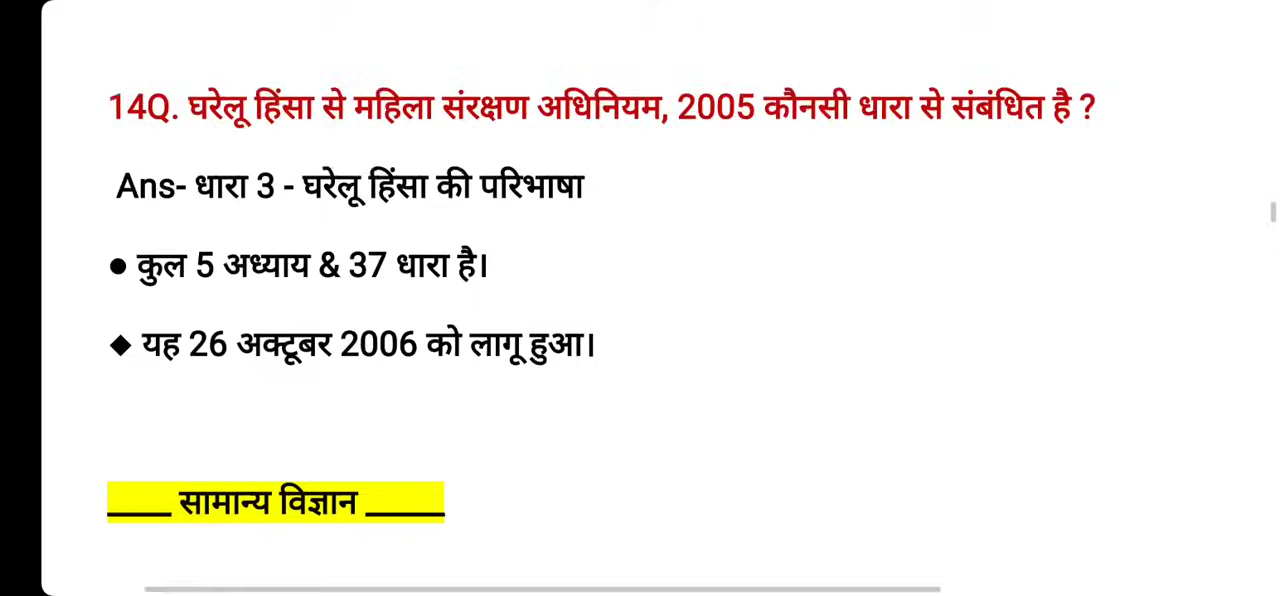 14Q. घरेलू हिंसा से महिला संरक्षण अधिनियम, 2005 कौनसी धारा से संबंधित है ?
Ans- धारा 3 - घरेलू हिंसा की परिभाषा
● कुल 5 अध्याय & 37 धारा है।
◆ यह 26 अक्टूबर 2006 को लागू हुआ।
____ सामान्य विज्ञान _____